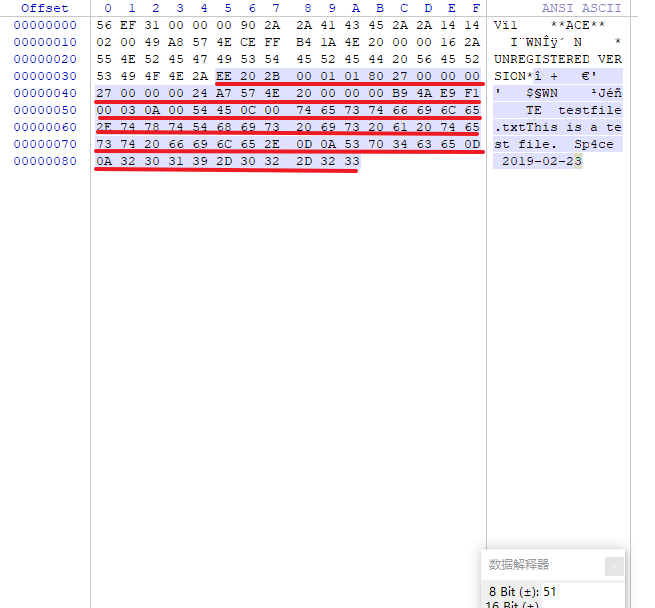 Offset 0 1 2 3 4 5 6 7 8 9 A B C D E F ANSI ASCII
00000000 56 EF 31 00 00 00 90 2A 2A 41 43 45 2A 2A 14 14 Vï1 **ACE**
00000010 02 00 49 A8 57 4E CE FF B4 1A 4E 20 00 00 16 2A I¨WNÎÿ´ N *
00000020 55 4E 52 45 47 49 53 54 45 52 45 44 20 56 45 52 UNREGISTERED VER
00000030 53 49 4F 4E 2A EE 20 2B 00 01 01 80 27 00 00 00 SION*î + €'
00000040 27 00 00 00 24 A7 57 4E 20 00 00 00 B9 4A E9 F1 ' $§WN ¹Jéñ
00000050 00 03 0A 00 54 45 0C 00 74 65 73 74 66 69 6C 65 TE testfile
00000060 2E 74 78 74 54 68 69 73 20 69 73 20 61 20 74 65 .txtThis is a te
00000070 73 74 20 66 69 6C 65 2E 0D 0A 53 70 34 63 65 0D st file. Sp4ce
00000080 0A 32 30 31 39 2D 30 32 2D 32 33 2019-02-23
数据解释器
8 Bit (±): 51
16 Bit (±)